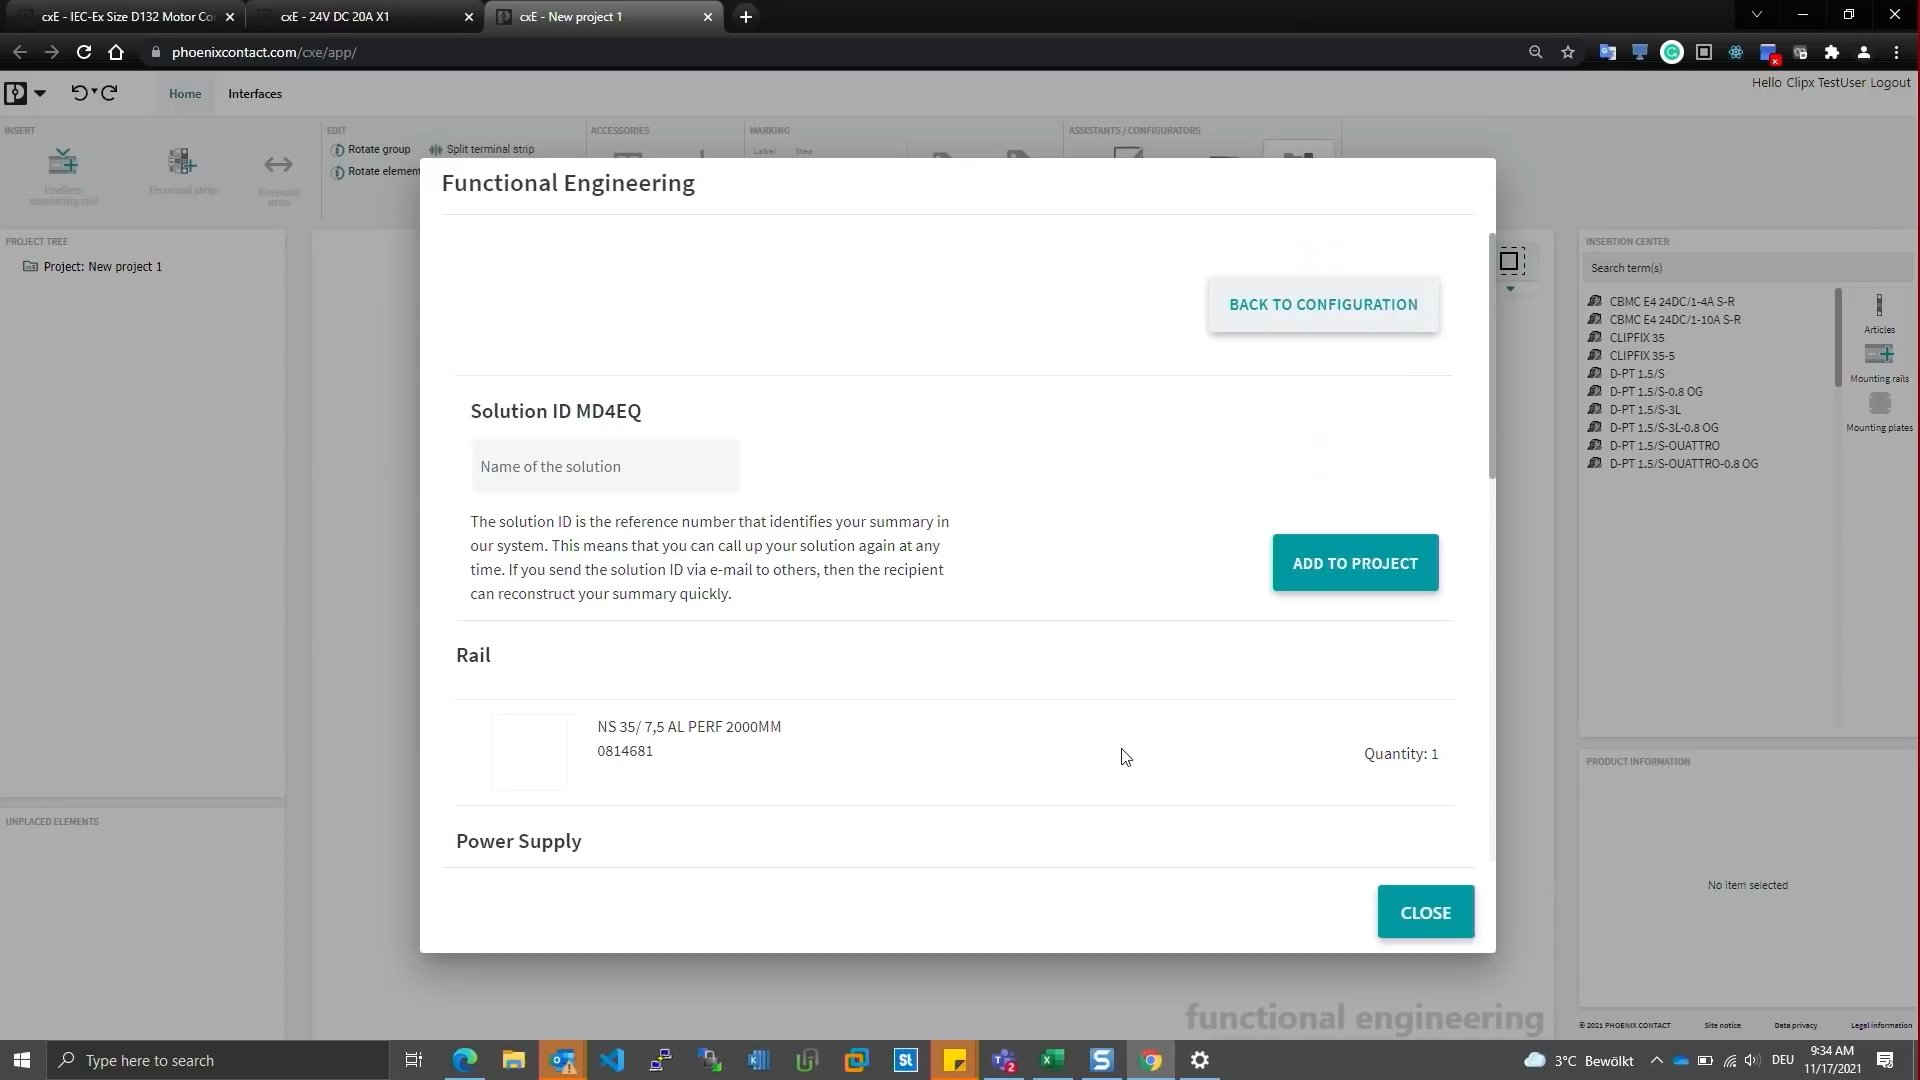 cxE - IEC-Ex Size D132 Motor Co
cxE - 24V DC 20A X1
cxE - New project 1
phoenixcontact.com/cxe/app/
Hello Clipx TestUser Logout
Home
Interfaces
INSERT
EDIT
ACCESSORIES
MARKING
ASSISTANTS / CONFIGURATORS
Endless mounting rail
Terminal strip
Keepout area
Rotate group
Split terminal strip
Rotate element
Label
Step
PROJECT TREE
Project: New project 1
UNPLACED ELEMENTS
Functional Engineering
BACK TO CONFIGURATION
Solution ID MD4EQ
Name of the solution
The solution ID is the reference number that identifies your summary in
our system. This means that you can call up your solution again at any
time. If you send the solution ID via e-mail to others, then the recipient
can reconstruct your summary quickly.
ADD TO PROJECT
Rail
NS 35/ 7,5 AL PERF 2000MM
0814681
Quantity: 1
Power Supply
CLOSE
functional engineering
INSERTION CENTER
Search term(s)
CBMC E4 24DC/1-4A S-R
CBMC E4 24DC/1-10A S-R
CLIPFIX 35
CLIPFIX 35-5
D-PT 1.5/S
D-PT 1.5/S-0.8 OG
D-PT 1.5/S-3L
D-PT 1.5/S-3L-0.8 OG
D-PT 1.5/S-QUATTRO
D-PT 1.5/S-QUATTRO-0.8 OG
Articles
Mounting rails
Mounting plates
PRODUCT INFORMATION
No item selected
© 2021 PHOENIX CONTACT
Site notice
Data privacy
Legal information
Type here to search
3°C Bewölkt
DEU
9:34 AM
11/17/2021